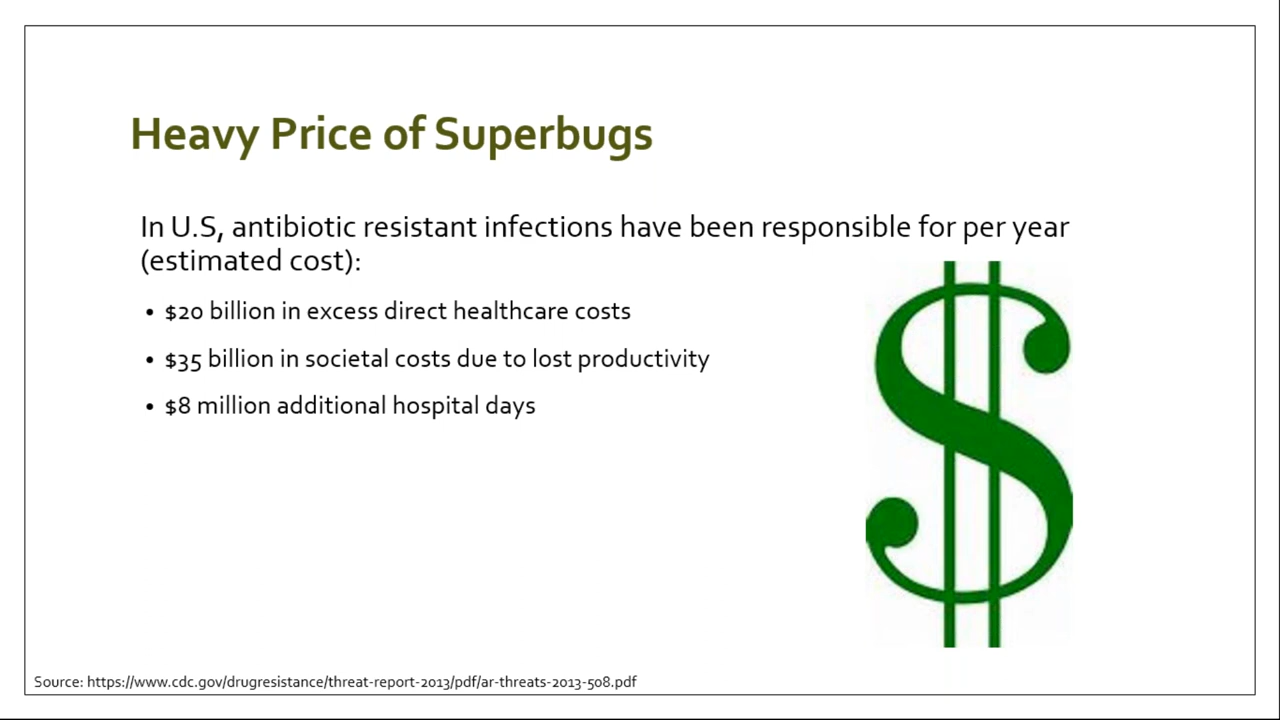 Heavy Price of Superbugs
In U.S, antibiotic resistant infections have been responsible for per year
(estimated cost):
• $20 billion in excess direct healthcare costs
• $35 billion in societal costs due to lost productivity
• $8 million additional hospital days
$
Source: https://www.cdc.gov/drugresistance/threat-report-2013/pdf/ar-threats-2013-508.pdf